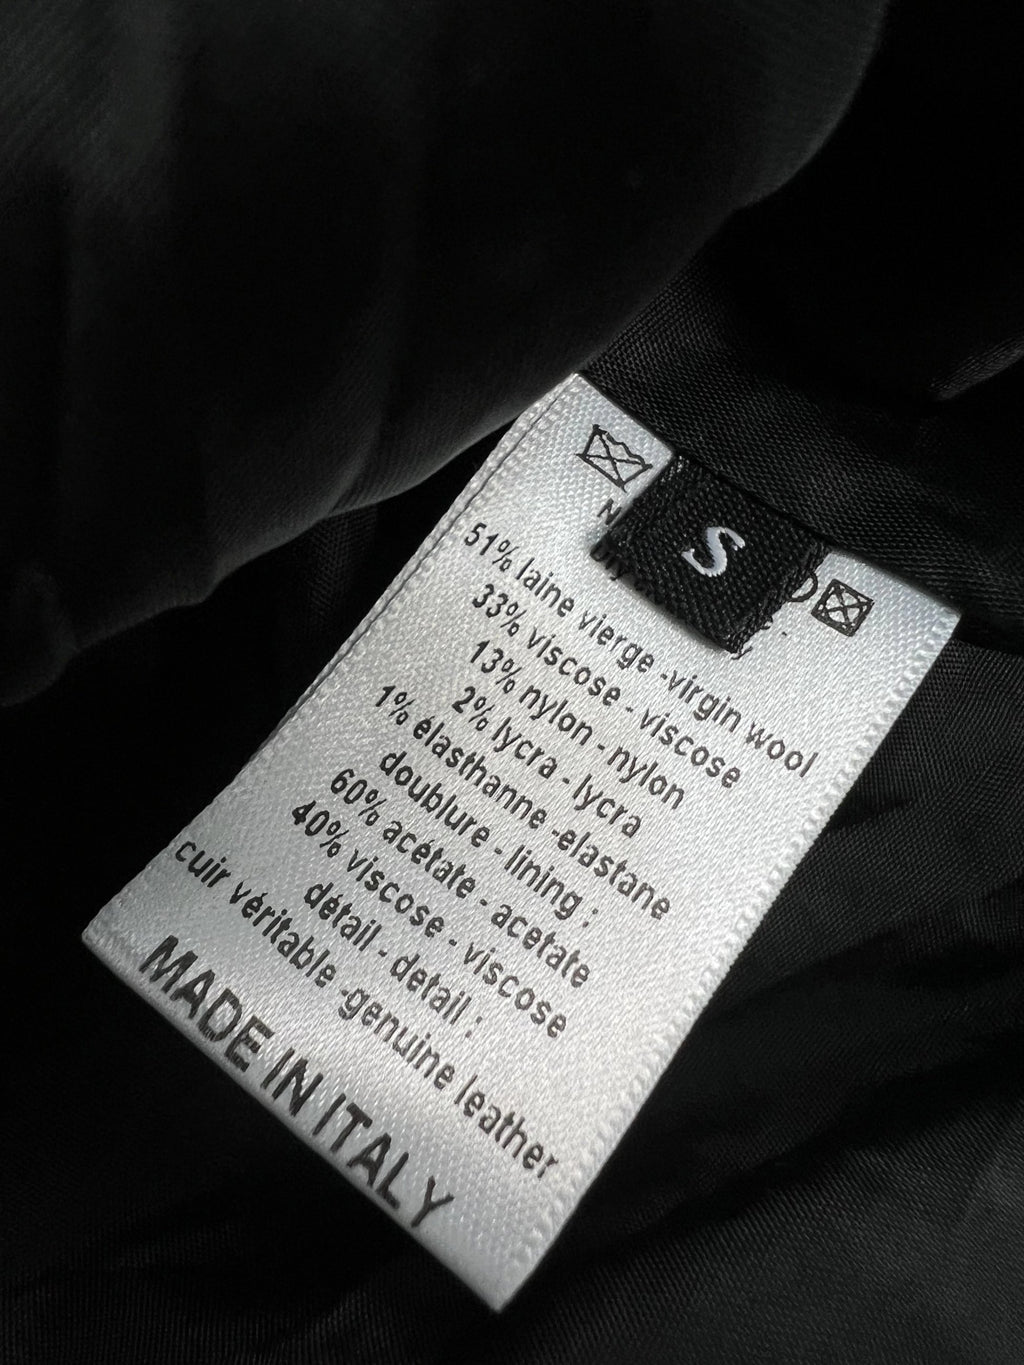 S
51% laine vierge -virgin wool
33% viscose - viscose
13% nylon - nylon
2% lycra - lycra
1% élasthanne -elastane
doublure - lining :
60% acétate - acetate
40% viscose - viscose
détail - detail :
cuir véritable -genuine leather
MADE IN ITALY